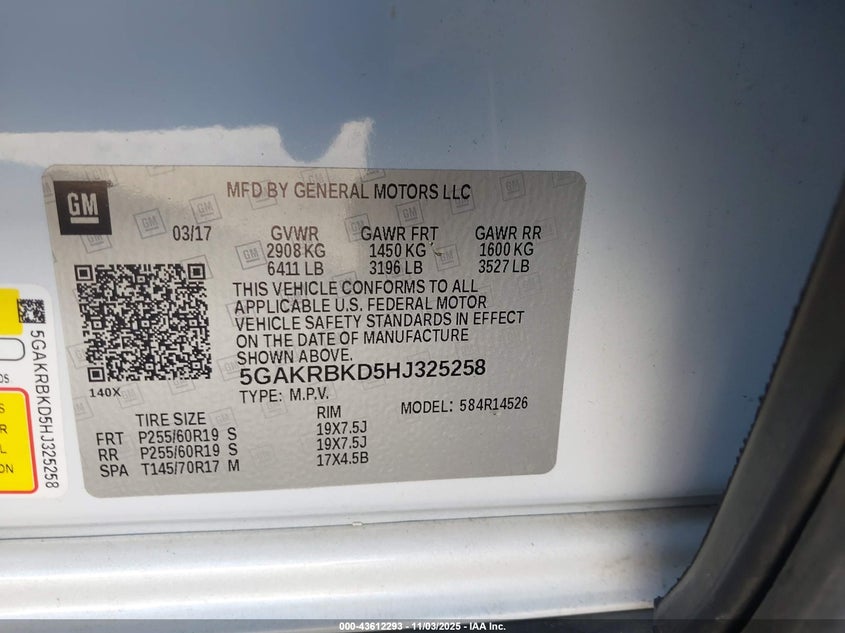 GM
MFD BY GENERAL MOTORS LLC
03/17
GVWR
2908 KG
6411 LB
GAWR FRT
1450 KG
3196 LB
GAWR RR
1600 KG
3527 LB
THIS VEHICLE CONFORMS TO ALL
APPLICABLE U.S. FEDERAL MOTOR
VEHICLE SAFETY STANDARDS IN EFFECT
ON THE DATE OF MANUFACTURE
SHOWN ABOVE.
5GAKRBKD5HJ325258
140X
TYPE: M.P.V.
MODEL: 584R14526
TIRE SIZE
RIM
FRT P255/60R19 S 19X7.5J
RR P255/60R19 S 19X7.5J
SPA T145/70R17 M 17X4.5B
5GAKRBKD5HJ325258
000-43612293 - 11/03/2025 - IAA Inc.